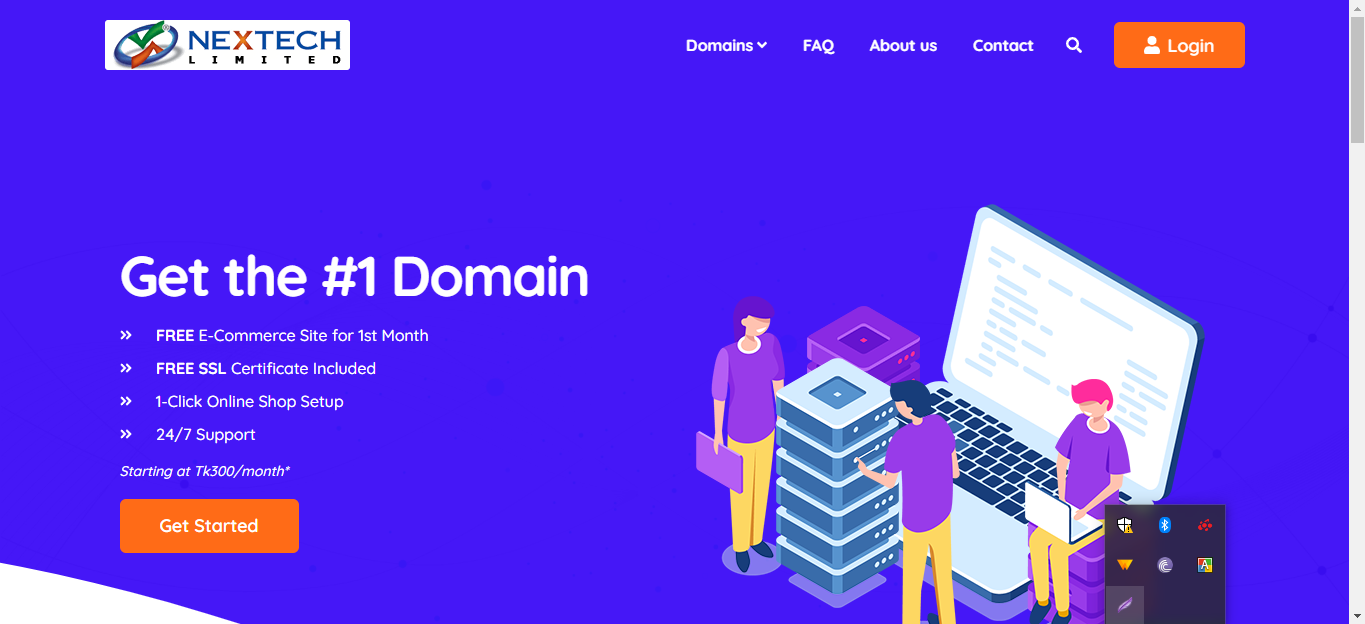 NEXTECH
LIMITED
Domains
FAQ
About us
Contact
Login
Get the #1 Domain
FREE E-Commerce Site for 1st Month
FREE SSL Certificate Included
1-Click Online Shop Setup
24/7 Support
Starting at Tk300/month*
Get Started